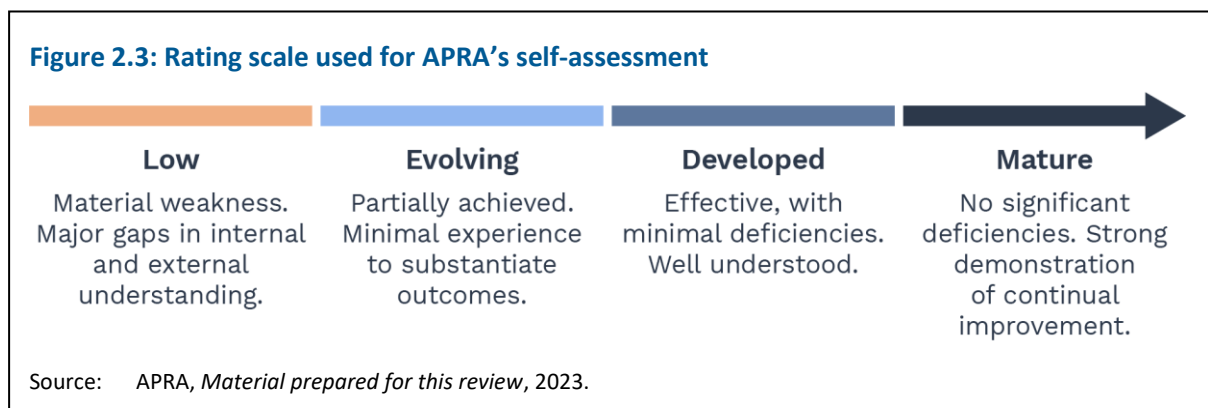 Figure 2.3: Rating scale used for APRA’s self-assessment
Low
Material weakness.
Major gaps in internal
and external
understanding.
Evolving
Partially achieved.
Minimal experience
to substantiate
outcomes.
Developed
Effective, with
minimal deficiencies.
Well understood.
Mature
No significant
deficiencies. Strong
demonstration
of continual
improvement.
Source: APRA, Material prepared for this review, 2023.